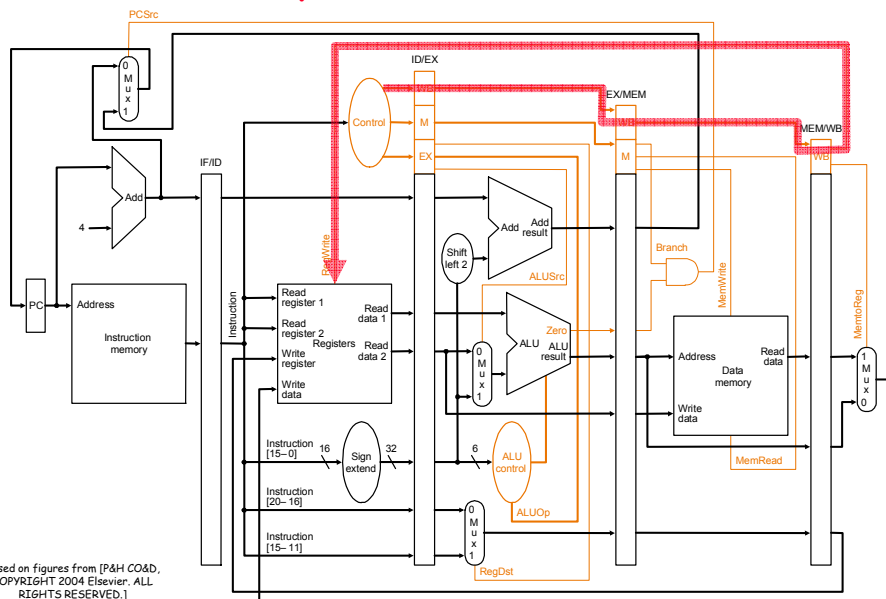 PCSrc
ID/EX
0
M
u
x
1
WB
EX/MEM
Control
M
WB
MEM/WB
IF/ID
EX
M
WB
Add
4
Add
Add
result
RegWrite
Shift
left 2
Branch
ALUSrc
MemWrite
MemtoReg
PC
Address
Instruction
memory
Instruction
Read
register 1
Read
data 1
Read
register 2
Registers
Read
data 2
Write
register
Write
data
0
M
u
x
1
ALU
Zero
ALU
result
Address
Read
data
Data
memory
Write
data
1
M
u
x
0
Instruction
[15–0]
16
Sign
extend
32
6
ALU
control
MemRead
Instruction
[20–16]
0
M
u
x
1
ALUOp
Instruction
[15–11]
RegDst
sed on figures from [P&H CO&D,
OPYRIGHT 2004 Elsevier. ALL
RIGHTS RESERVED.]